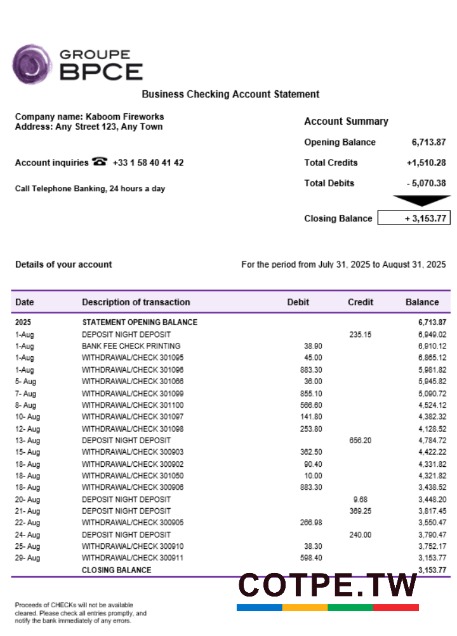 GROUPE
BPCE
Business Checking Account Statement
Company name: Kaboom Fireworks
Address: Any Street 123, Any Town
Account inquiries ☎ +33 1 58 40 41 42
Call Telephone Banking, 24 hours a day
Account Summary
Opening Balance 6,713.87
Total Credits +1,510.28
Total Debits - 5,070.38
Closing Balance + 3,153.77
Details of your account For the period from July 31, 2025 to August 31, 2025
Date Description of transaction Debit Credit Balance
2025 STATEMENT OPENING BALANCE 6,713.87
1-Aug DEPOSIT NIGHT DEPOSIT 235.15 6,949.02
1-Aug BANK FEE CHECK PRINTING 38.90 6,910.12
1-Aug WITHDRAWAL/CHECK 301095 45.00 6,865.12
1-Aug WITHDRAWAL/CHECK 301096 883.30 5,981.82
5- Aug WITHDRAWAL/CHECK 301066 36.00 5,945.82
7- Aug WITHDRAWAL/CHECK 301099 855.10 5,090.72
8- Aug WITHDRAWAL/CHECK 301100 566.60 4,524.12
10- Aug WITHDRAWAL/CHECK 301097 141.80 4,382.32
12- Aug WITHDRAWAL/CHECK 301098 253.80 4,128.52
13- Aug DEPOSIT NIGHT DEPOSIT 656.20 4,784.72
15- Aug WITHDRAWAL/CHECK 300903 362.50 4,422.22
18- Aug WITHDRAWAL/CHECK 300902 90.40 4,331.82
18- Aug WITHDRAWAL/CHECK 301050 10.00 4,321.82
18- Aug WITHDRAWAL/CHECK 300906 883.30 3,438.52
20- Aug DEPOSIT NIGHT DEPOSIT 9.68 3,448.20
21- Aug DEPOSIT NIGHT DEPOSIT 369.25 3,817.45
22- Aug WITHDRAWAL/CHECK 300905 266.98 3,550.47
24- Aug DEPOSIT NIGHT DEPOSIT 240.00 3,790.47
25- Aug WITHDRAWAL/CHECK 300910 38.30 3,752.17
29- Aug WITHDRAWAL/CHECK 300911 598.40 3,153.77
CLOSING BALANCE 3,153.77
COTPE.TW
Proceeds of CHECKs will not be available
cleared. Please check all entries promptly, and
notify the bank immediately of any errors.